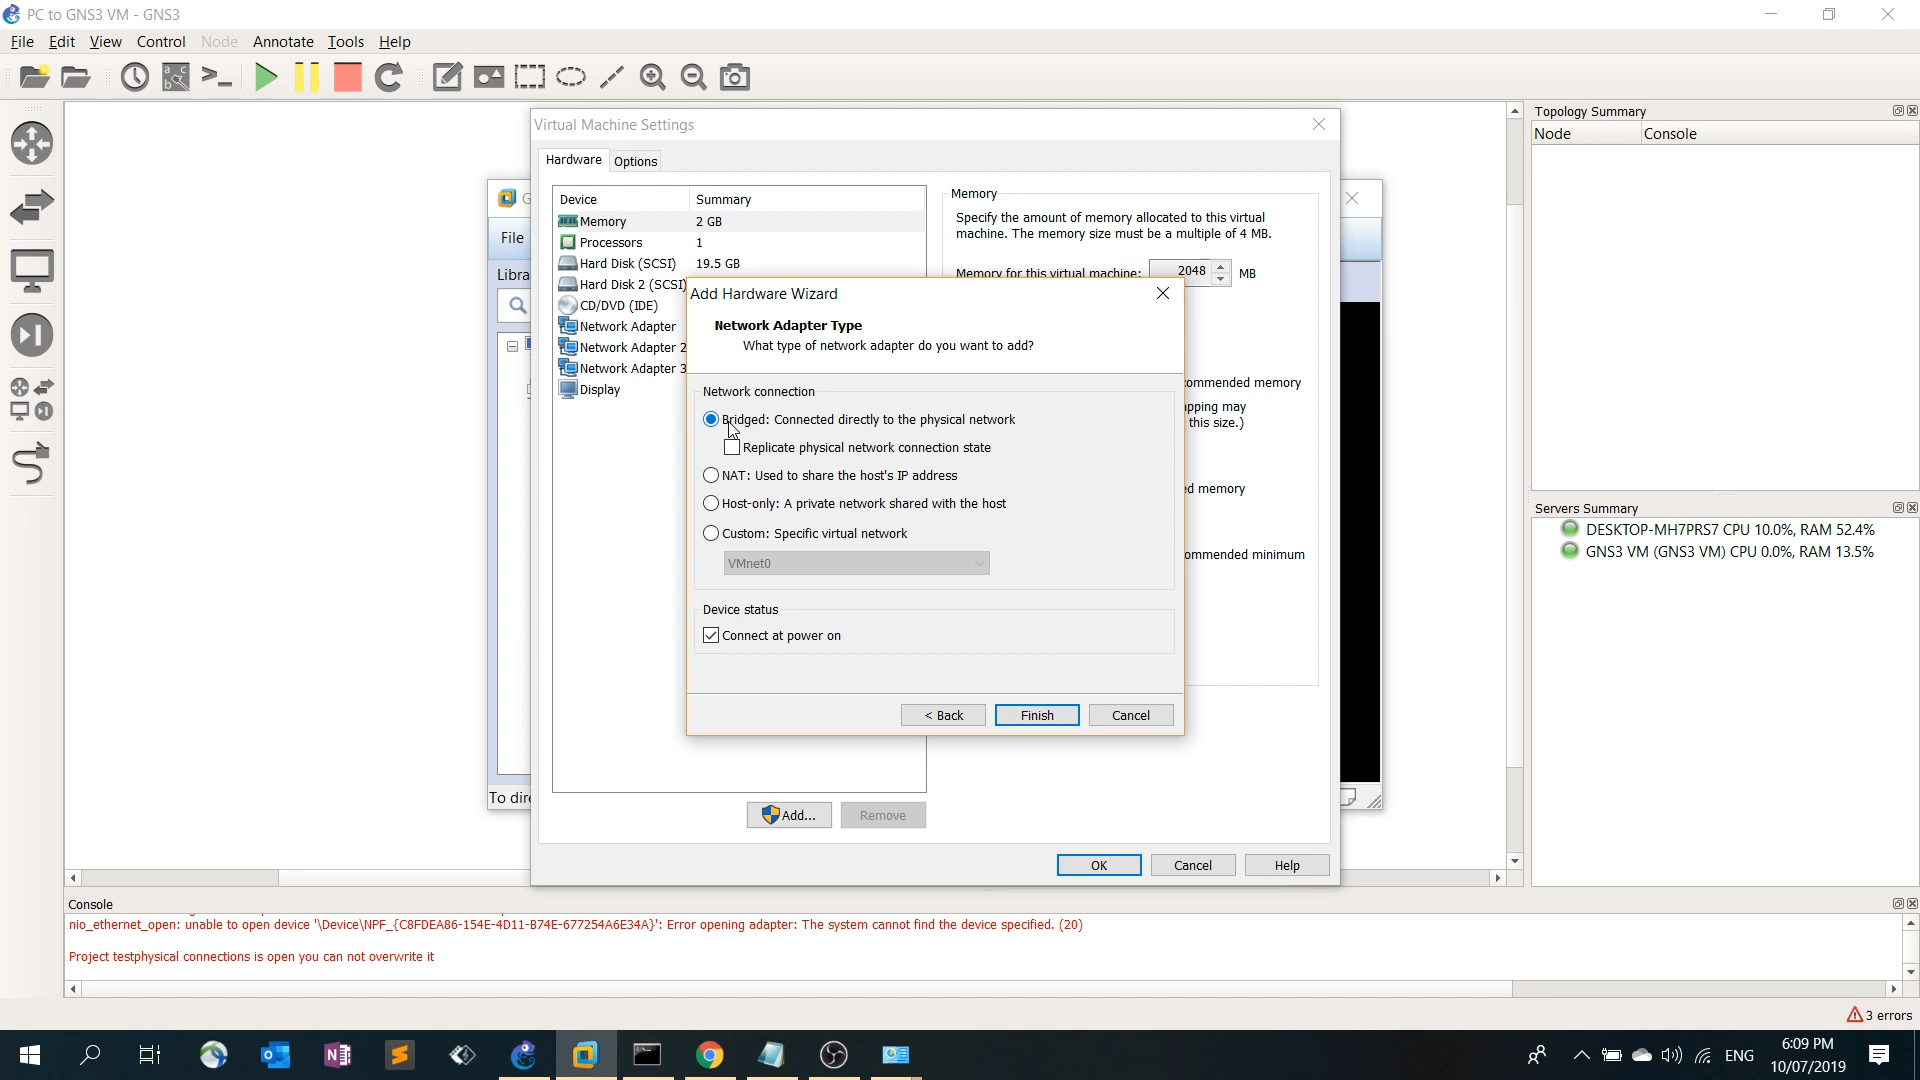 PC to GNS3 VM - GNS3
File Edit View Control Node Annotate Tools Help
Topology Summary
Node Console
Virtual Machine Settings
Hardware Options
Device Summary
Memory 2 GB
Processors 1
Hard Disk (SCSI) 19.5 GB
Hard Disk 2 (SCSI)
CD/DVD (IDE)
Network Adapter
Network Adapter 2
Network Adapter 3
Display
Memory
Specify the amount of memory allocated to this virtual
machine. The memory size must be a multiple of 4 MB.
Memory for this virtual machine: 2048 MB
File
Libra
Add Hardware Wizard
Network Adapter Type
What type of network adapter do you want to add?
Network connection
Bridged: Connected directly to the physical network
Replicate physical network connection state
NAT: Used to share the host's IP address
Host-only: A private network shared with the host
Custom: Specific virtual network
VMnet0
Device status
Connect at power on
< Back Finish Cancel
ommended memory
pping may
this size.)
d memory
ommended minimum
To dire
Add... Remove
OK Cancel Help
Servers Summary
DESKTOP-MH7PRS7 CPU 10.0%, RAM 52.4%
GNS3 VM (GNS3 VM) CPU 0.0%, RAM 13.5%
Console
nio_ethernet_open: unable to open device '\Device\NPF_{C8FDEA86-154E-4D11-B74E-677254A6E34A}': Error opening adapter: The system cannot find the device specified. (20)
Project testphysical connections is open you can not overwrite it
3 errors
ENG
6:09 PM
10/07/2019